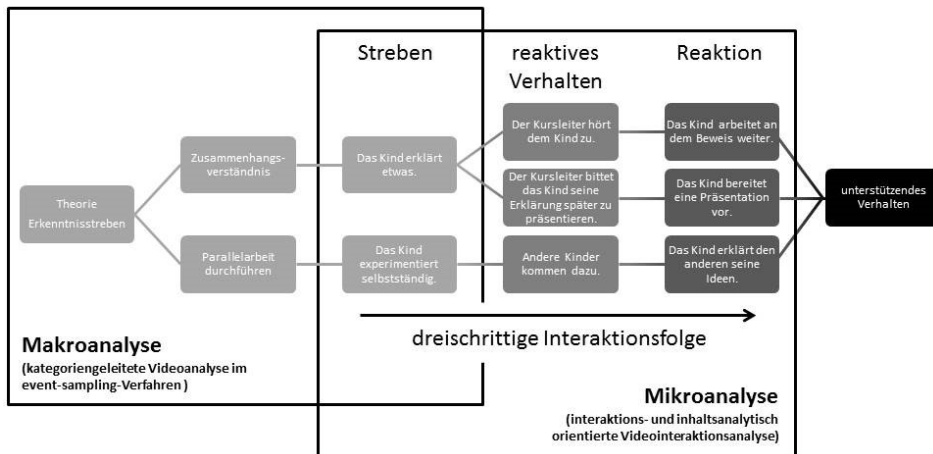 Streben
reaktives
Verhalten
Reaktion
Theorie
Erkenntnisstreben
Zusammenhangs-
verständnis
Parallelarbeit
durchführen
Das Kind erklärt
etwas.
Das Kind
experimentiert
selbstständig.
Der Kursleiter hört
dem Kind zu.
Der Kursleiter bittet
das Kind seine
Erklärung später zu
präsentieren.
Andere Kinder
kommen dazu.
Das Kind arbeitet an
dem Beweis weiter.
Das Kind bereitet
eine Präsentation
vor.
Das Kind erklärt den
anderen seine
Ideen.
unterstützendes
Verhalten
dreischrittige Interaktionsfolge
Makroanalyse
(kategoriengeleitete Videoanalyse im
event-sampling-Verfahren )
Mikroanalyse
(interaktions- und inhaltsanalytisch
orientierte Videointeraktionsanalyse)